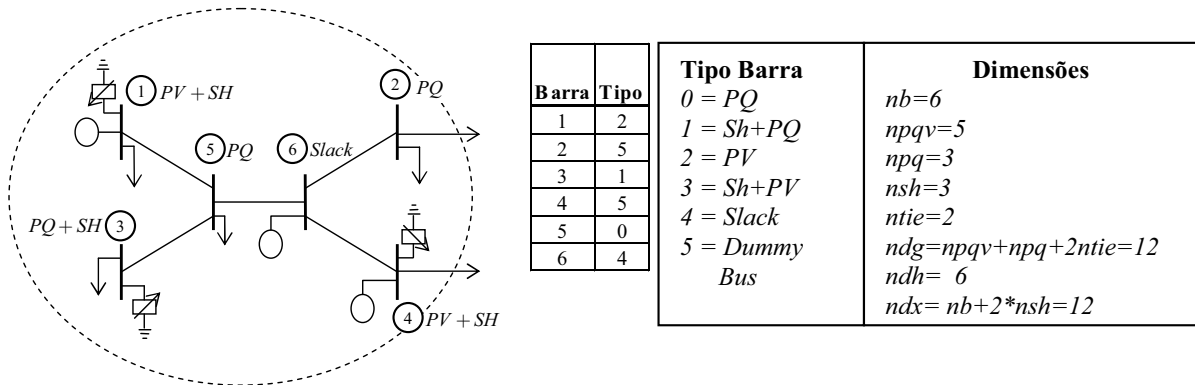 1 PV + SH
2 PQ
5 PQ
6 Slack
PQ + SH 3
4 PV + SH
Barra Tipo
1 2
2 5
3 1
4 5
5 0
6 4
Tipo Barra
0 = PQ
1 = Sh+PQ
2 = PV
3 = Sh+PV
4 = Slack
5 = Dummy
Bus
Dimensões
nb=6
npqv=5
npq=3
nsh=3
ntie=2
ndg=npqv+npq+2ntie=12
ndh= 6
ndx= nb+2*nsh=12